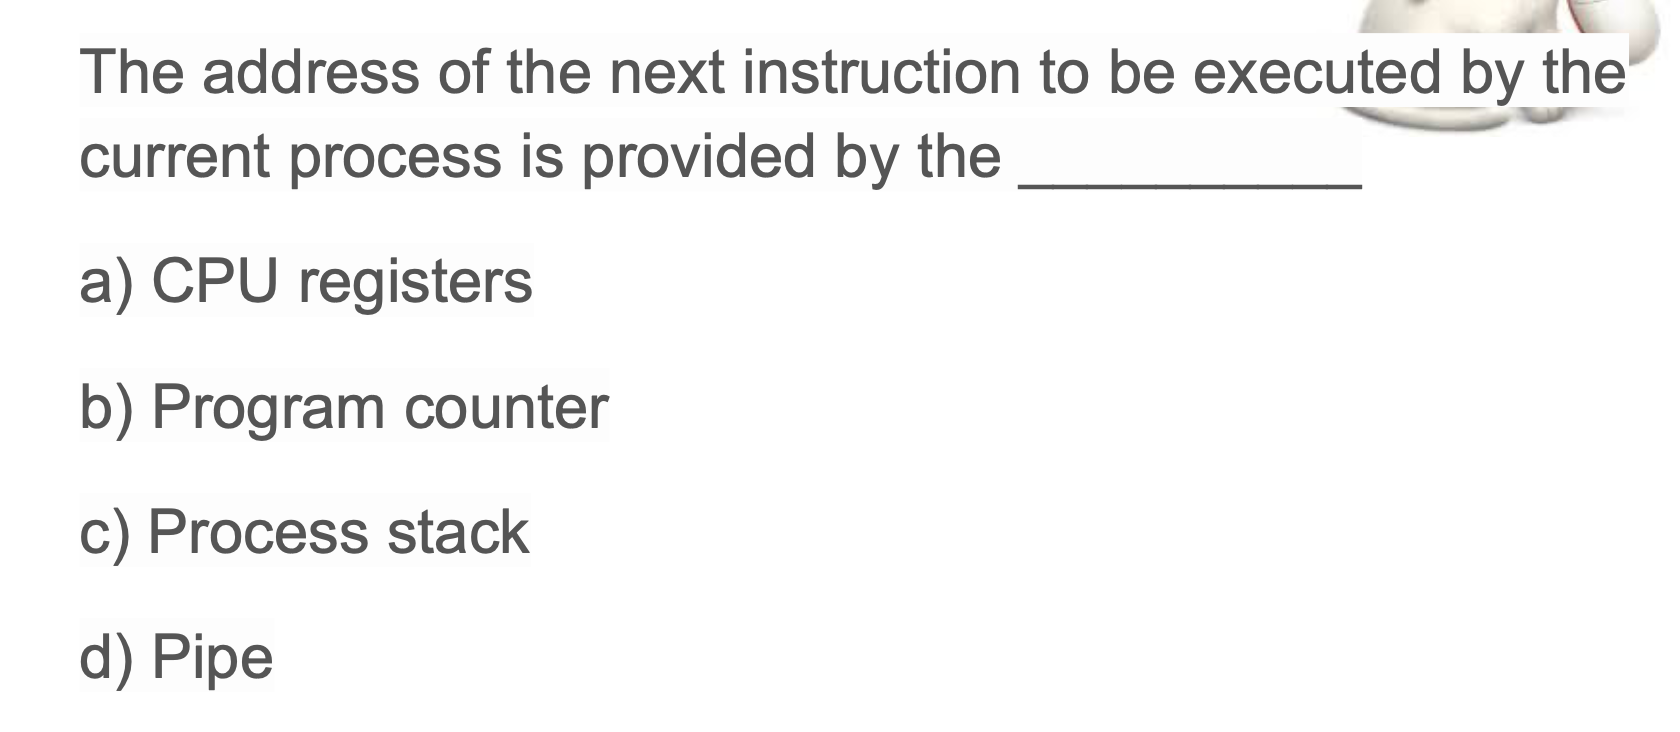 The address of the next instruction to be executed by the
current process is provided by the __________
a) CPU registers
b) Program counter
c) Process stack
d) Pipe